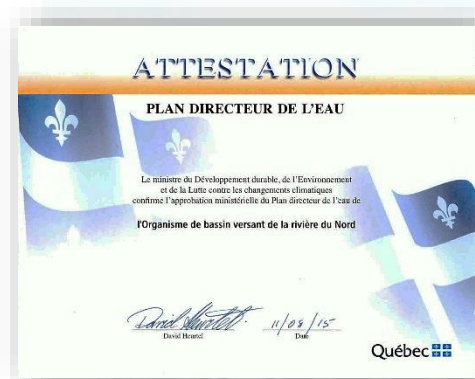 ATTESTATION
PLAN DIRECTEUR DE L'EAU
Le ministre du Développement durable, de l'Environnement
et de la Lutte contre les changements climatiques
confirme l'approbation ministérielle du Plan directeur de l'eau de
l'Organisme de bassin versant de la rivière du Nord
David Heurtel. 11/08/15
David Heurtel Date
Québec